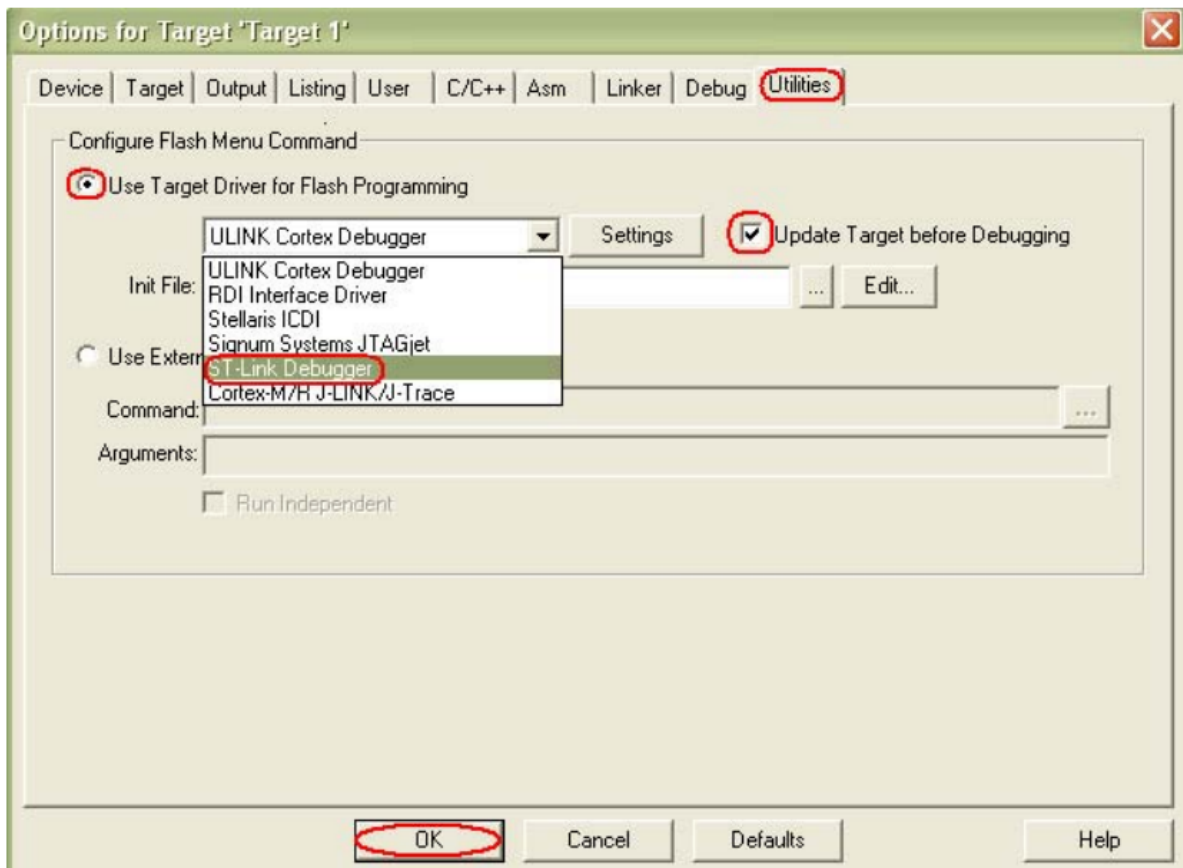 Options for Target 'Target 1'
Device Target Output Listing User C/C++ Asm Linker Debug Utilities
Configure Flash Menu Command
Use Target Driver for Flash Programming
ULINK Cortex Debugger Settings Update Target before Debugging
ULINK Cortex Debugger
Init File: ... Edit...
RDI Interface Driver
Stellaris ICDI
Signum Systems JTAGjet
Use Extern
ST-Link Debugger
Cortex-M/R J-LINK/J-Trace
Command: ...
Arguments:
Run Independent
OK Cancel Defaults Help